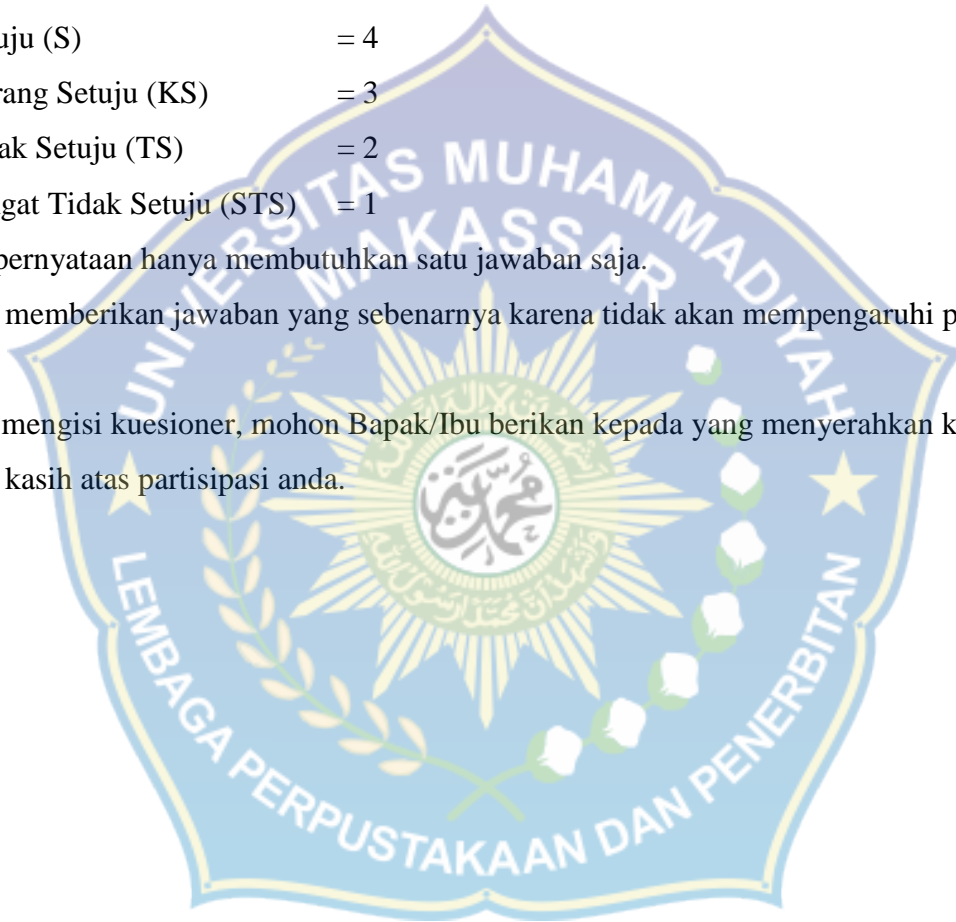 uju (S) = 4
rang Setuju (KS) = 3
ak Setuju (TS) = 2
gat Tidak Setuju (STS) = 1
pernyataan hanya membutuhkan satu jawaban saja.
memberikan jawaban yang sebenarnya karena tidak akan mempengaruhi p
mengisi kuesioner, mohon Bapak/Ibu berikan kepada yang menyerahkan k
kasih atas partisipasi anda.
UNIVERSITAS MUHAMMADIYAH
MAKASSAR
محمد
LEMBAGA PERPUSTAKAAN DAN PENERBITAN